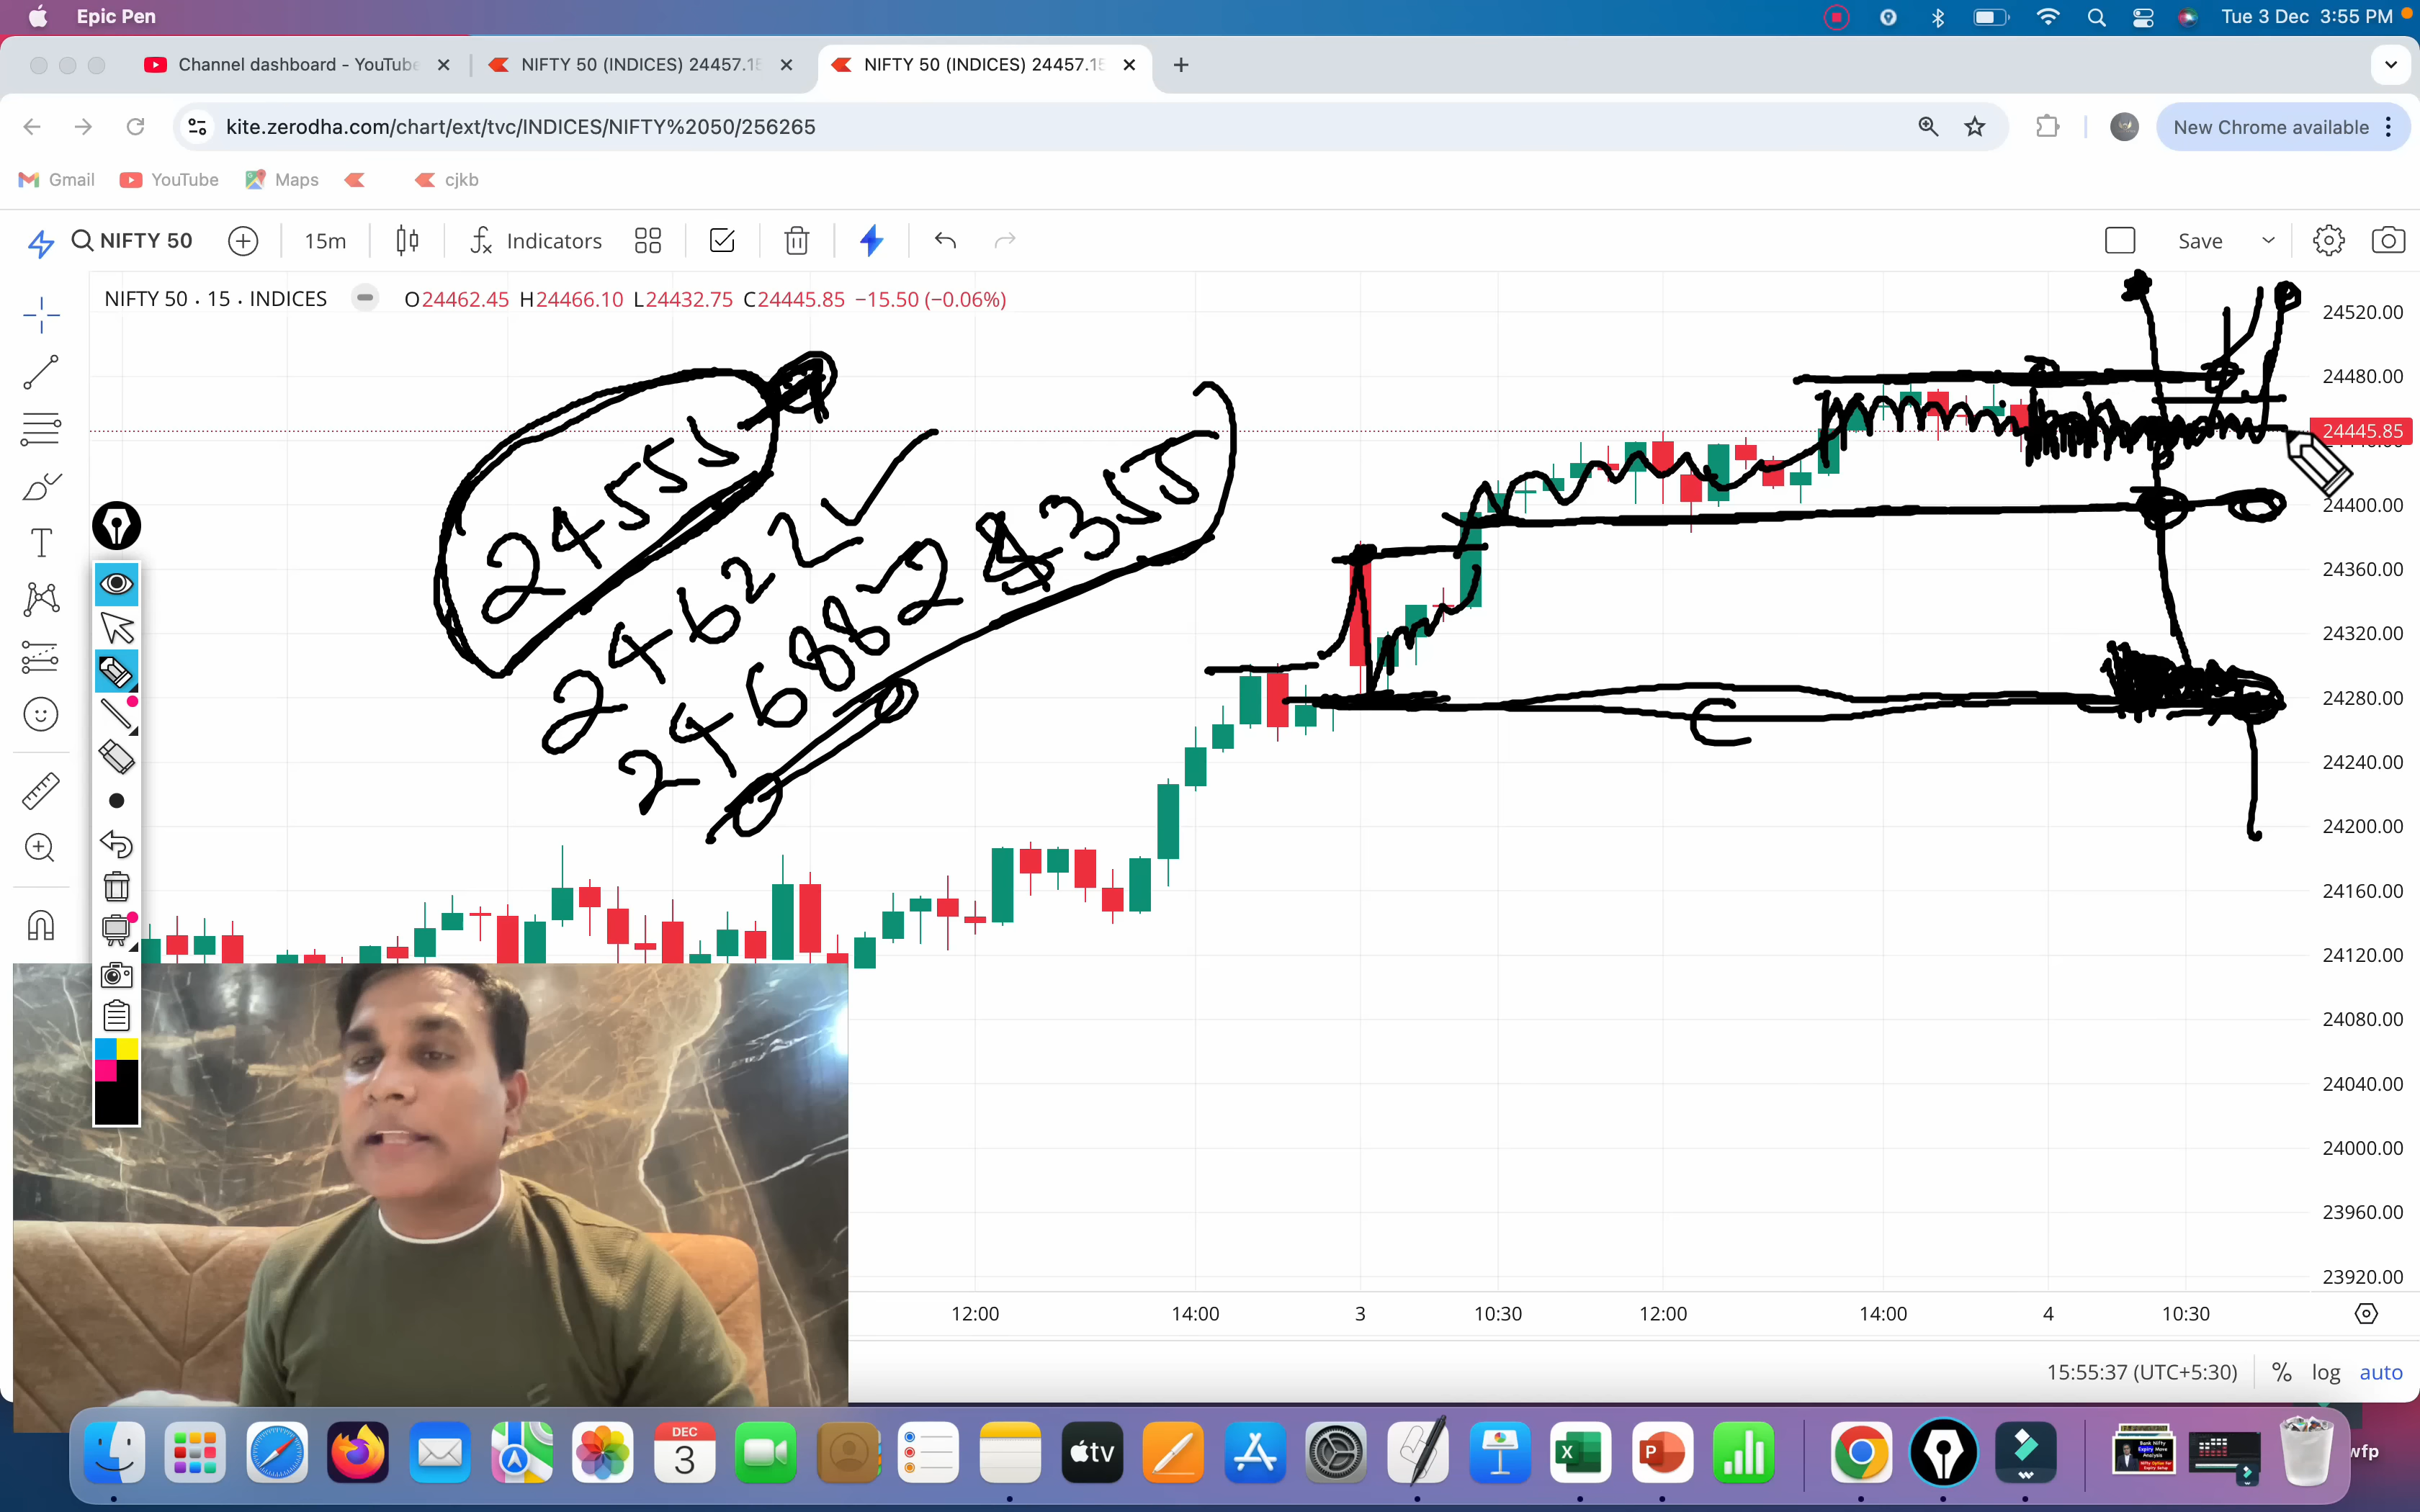 Epic Pen
Tue 3 Dec 3:55 PM
Channel dashboard - YouTube
NIFTY 50 (INDICES) 24457.15
NIFTY 50 (INDICES) 24457.15
kite.zerodha.com/chart/ext/tvc/INDICES/NIFTY%2050/256265
New Chrome available
Gmail
YouTube
Maps
cjkb
NIFTY 50
15m
Indicators
Save
NIFTY 50 · 15 · INDICES
O24462.45 H24466.10 L24432.75 C24445.85 −15.50 (−0.06%)
24555
24622
24688-24355
24520.00
24480.00
24445.85
24400.00
24360.00
24320.00
24280.00
24240.00
24200.00
24160.00
24120.00
24080.00
24040.00
24000.00
23960.00
23920.00
12:00
14:00
3
10:30
12:00
14:00
4
10:30
15:55:37 (UTC+5:30)
%
log
auto
DEC
3
tv
wfp